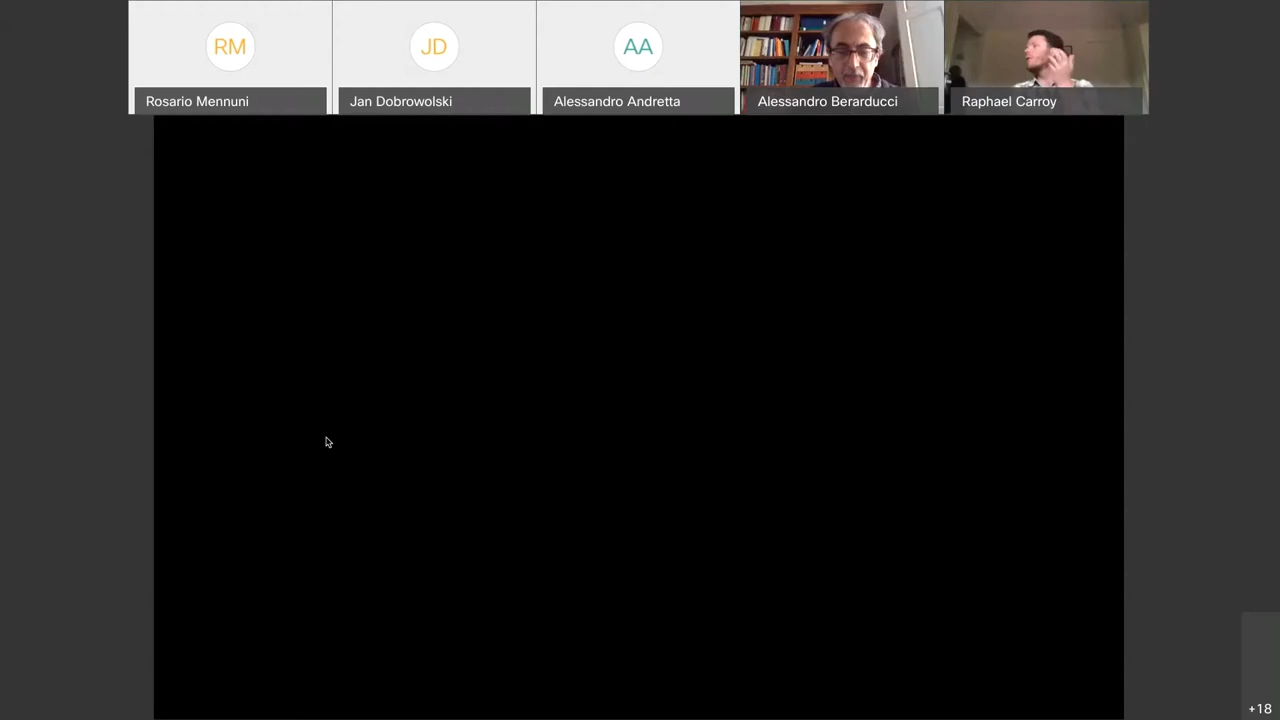 RM
JD
AA
Rosario Mennuni
Jan Dobrowolski
Alessandro Andretta
Alessandro Berarducci
Raphael Carroy
+18